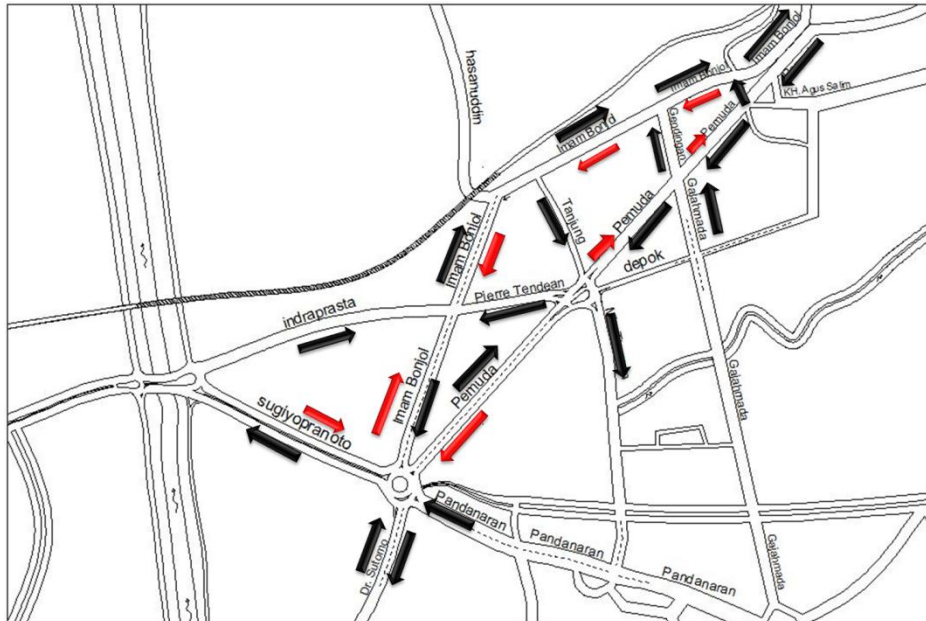 Imam Bonjol
Imam Bonjol
KH. Agus Salim
hasanuddin
Imam Bonjol
Gendingan
Pemuda
Tanjung
Pemuda
Gajahmada
Imam Bonjol
depok
Pierre Tendean
indraprasta
Imam Bonjol
Pemuda
Gajahmada
sugiyopranoto
Pandanaran
Pandanaran
Gajahmada
Dr. Sutomo
Pandanaran